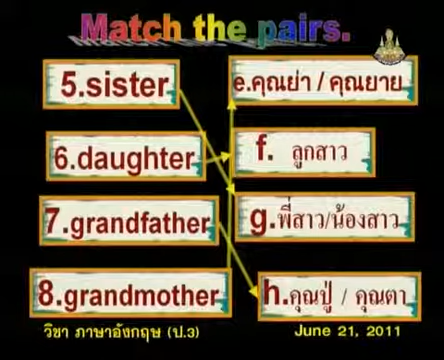 Match the pairs.
5.sister
e.คุณย่า / คุณยาย
6.daughter
f. ลูกสาว
7.grandfather
g.พี่สาว/น้องสาว
8.grandmother
h.คุณปู่ / คุณตา
วิชา ภาษาอังกฤษ (ป.3)
June 21, 2011